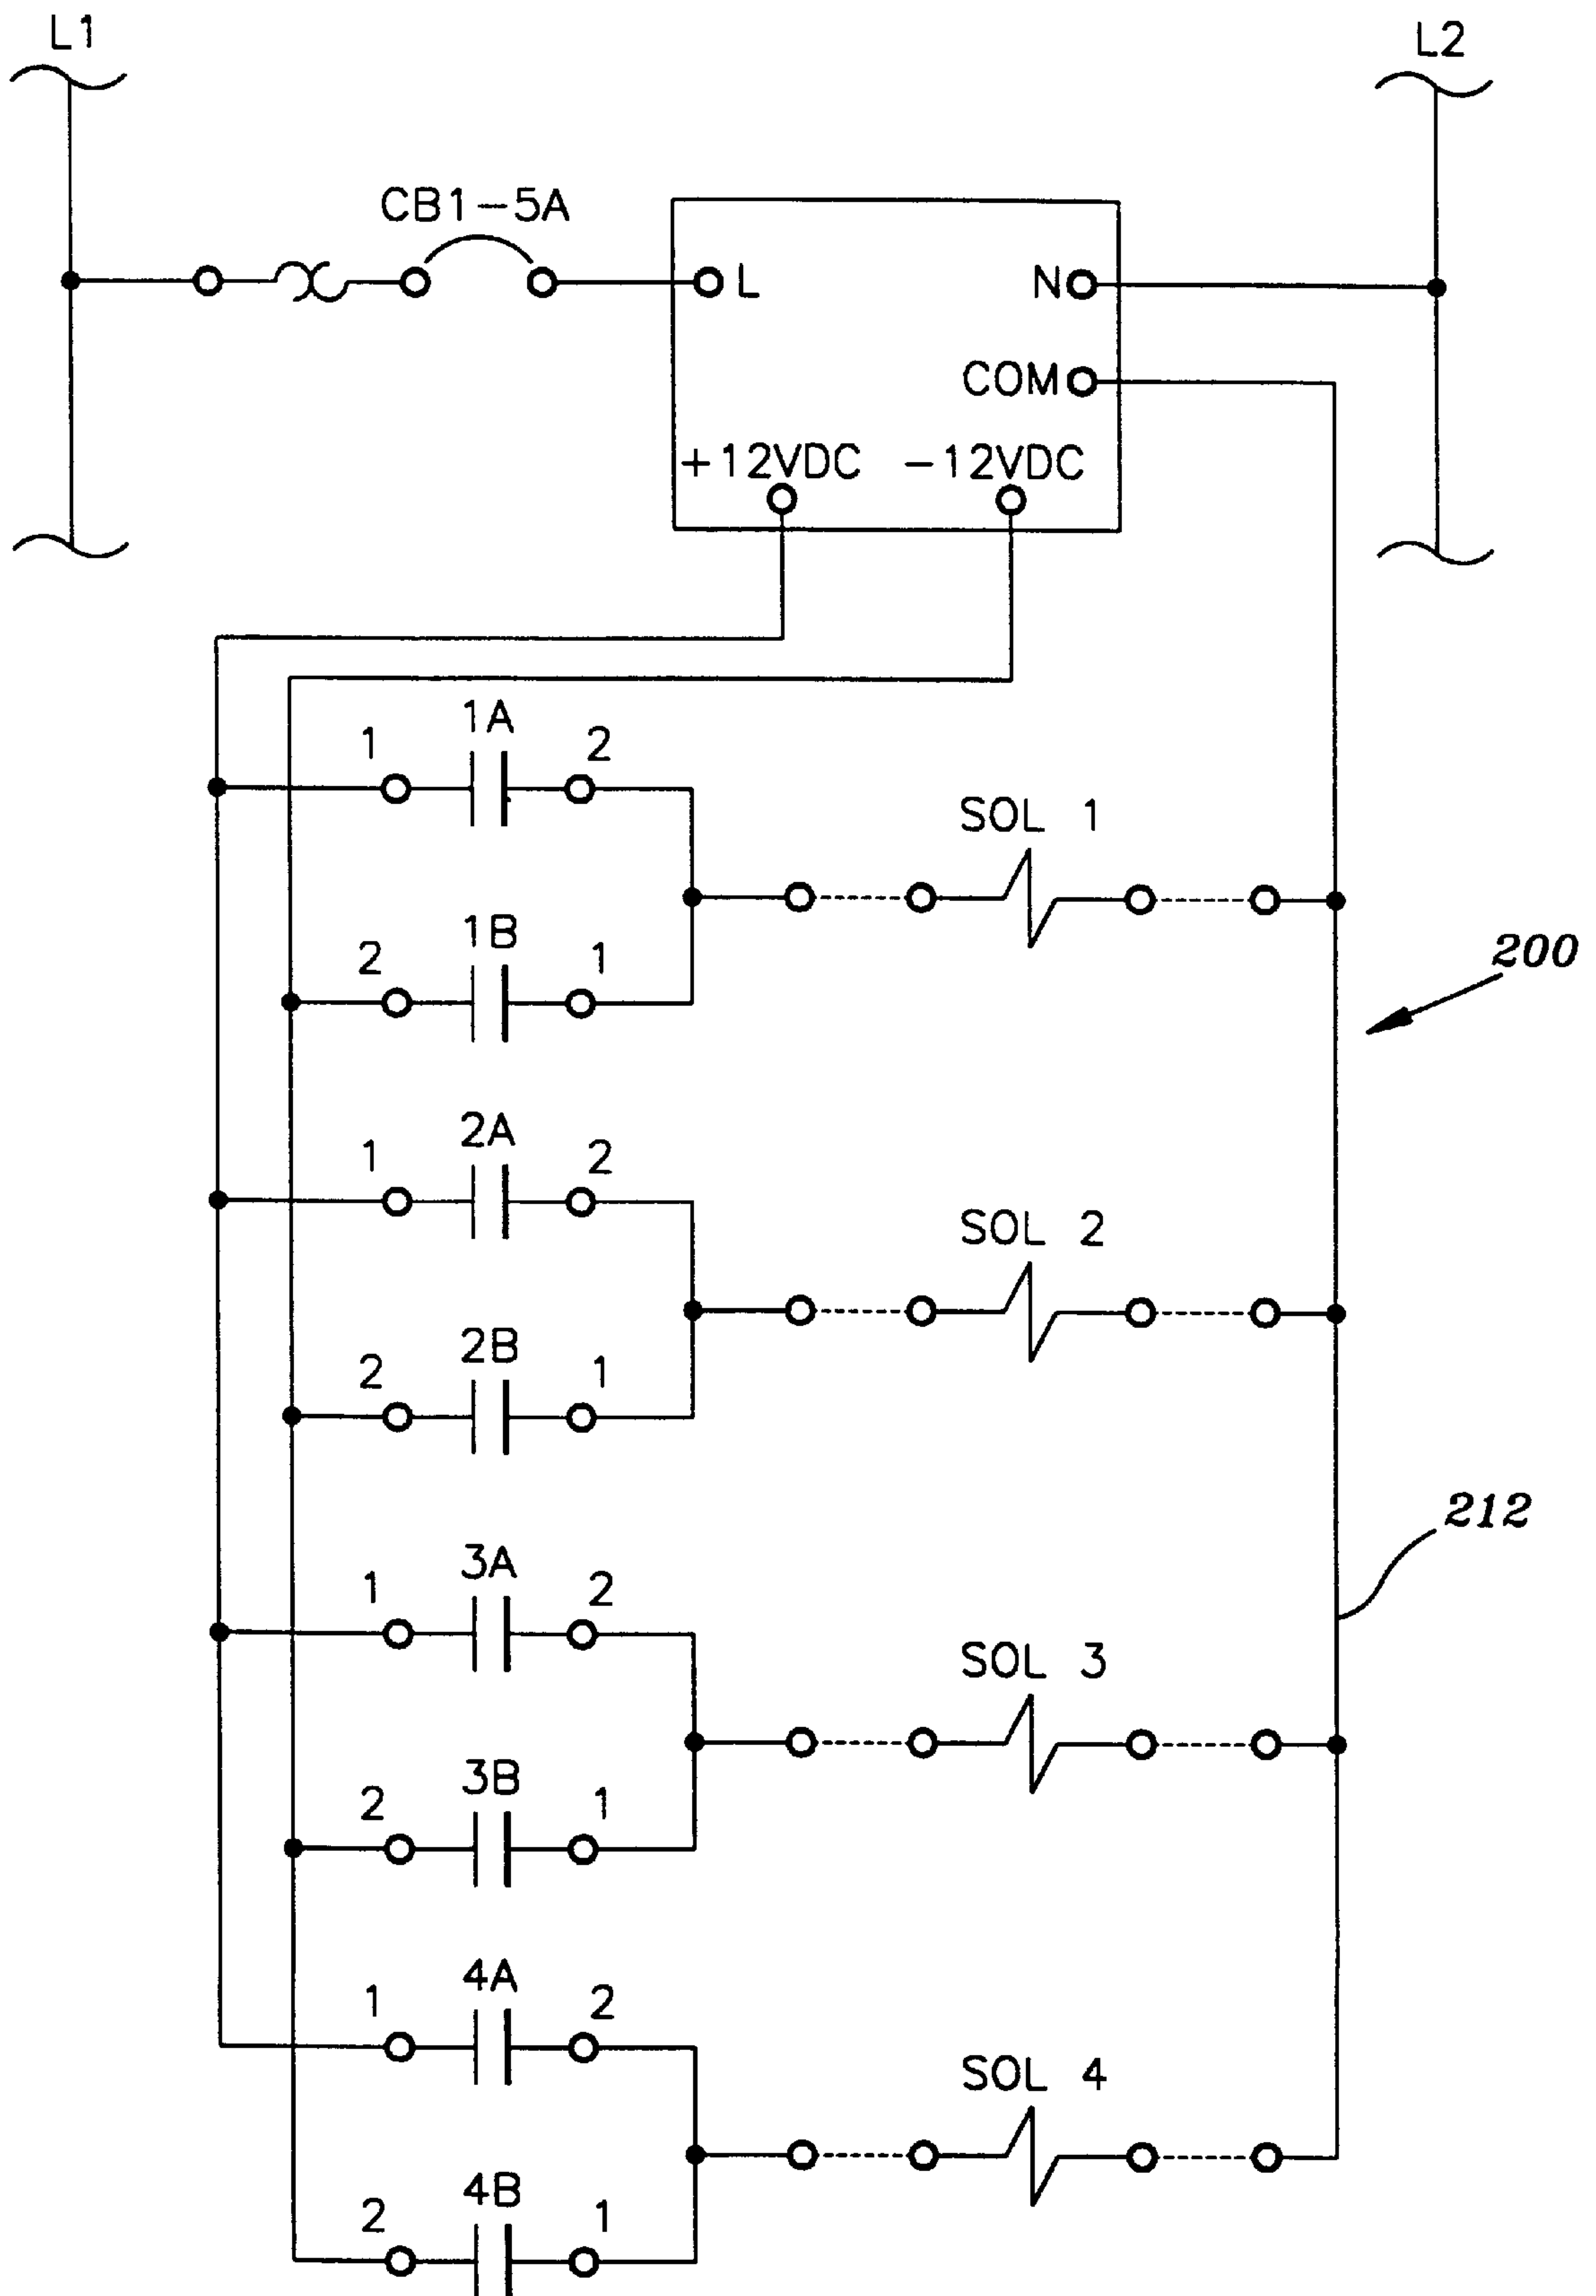 L1
L2
CB1-5A
L
N
COM
+12VDC -12VDC
1A
1 2
SOL 1
1B
2 1
200
2A
1 2
SOL 2
2B
2 1
212
3A
1 2
SOL 3
3B
2 1
4A
1 2
SOL 4
4B
2 1